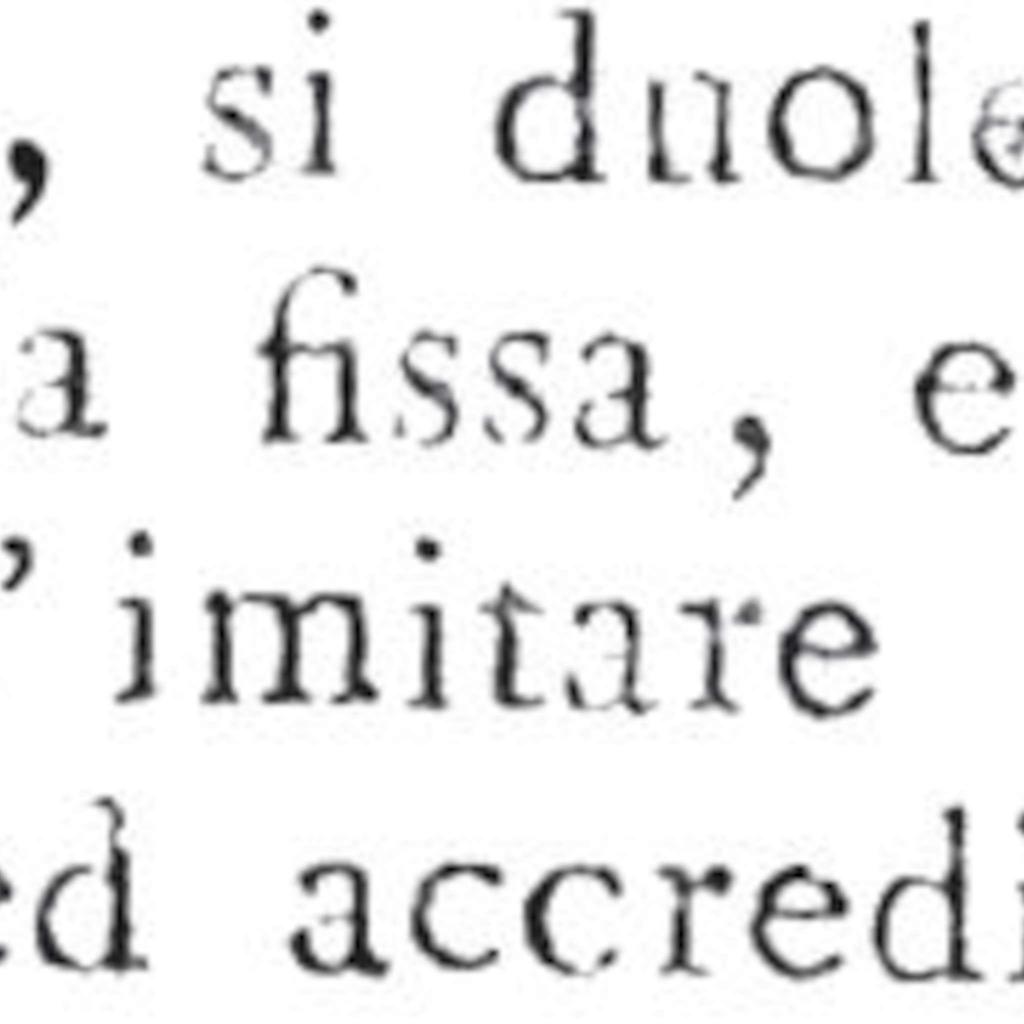 , si duole
a fissa, e
’imitare
ed accredi